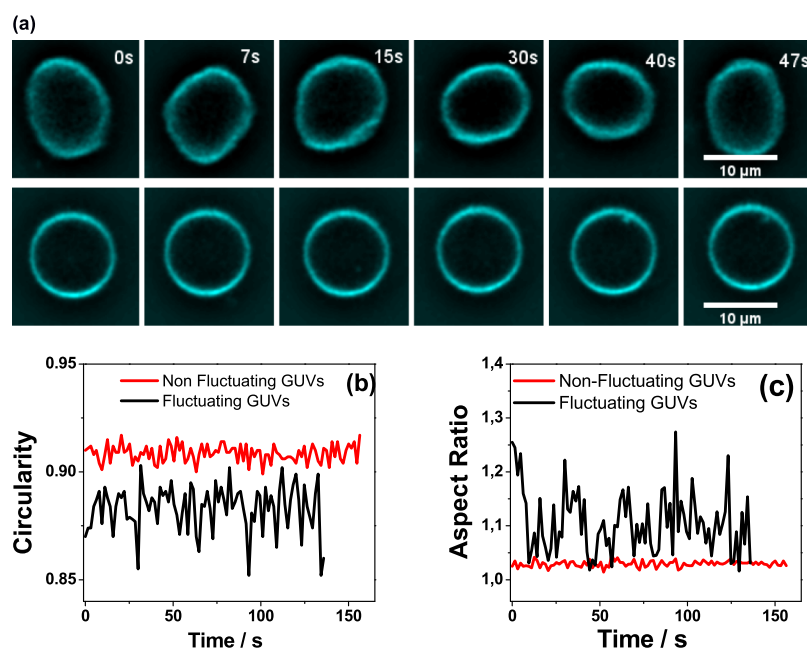 (a)
0s 7s 15s 30s 40s 47s
10 µm
10 µm
0.95
Non Fluctuating GUVs
Fluctuating GUVs
(b)
0.90
0.85
Circularity
0 50 100 150
Time / s
1,4
Non-Fluctuating GUVs
Fluctuating GUVs
(c)
1,3
1,2
1,1
1,0
Aspect Ratio
0 50 100 150
Time / s